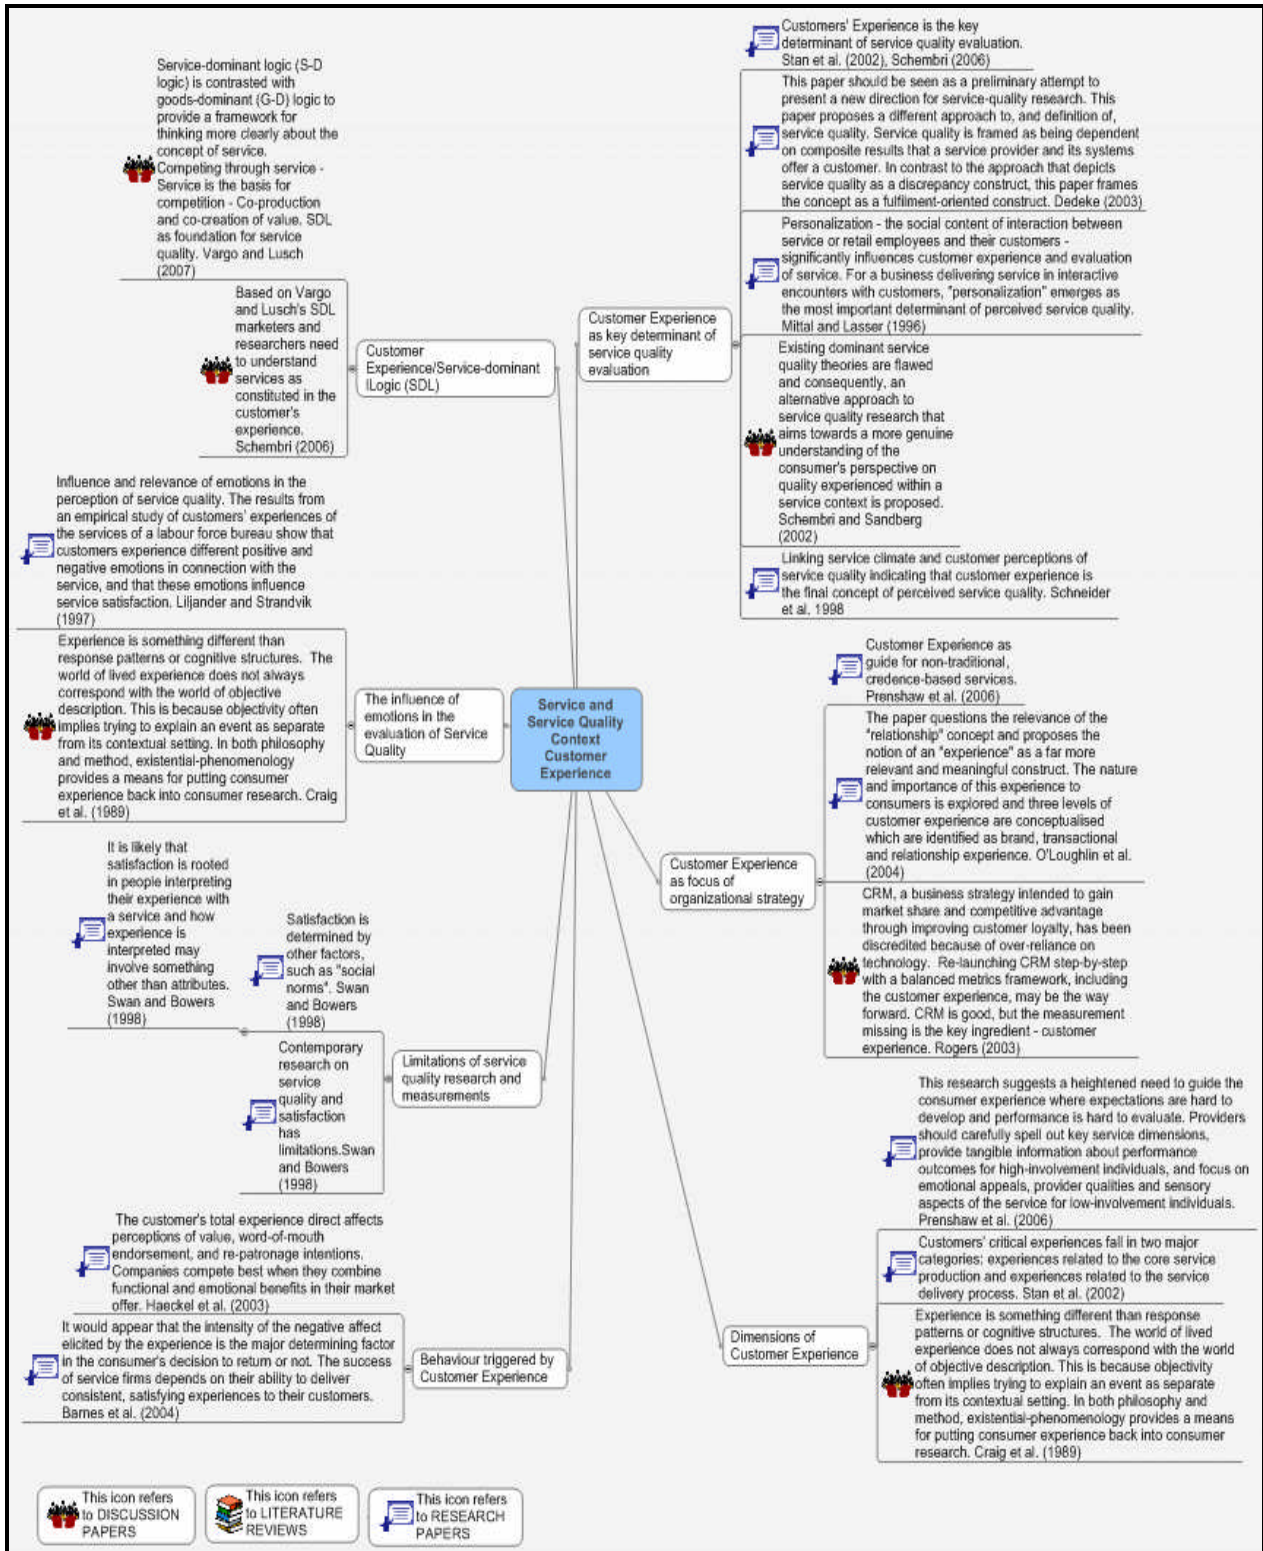 Service-dominant logic (S-D
logic) is contrasted with
goods-dominant (G-D) logic to
provide a framework for
thinking more clearly about the
concept of service.
Competing through service -
Service is the basis for
competition - Co-production
and co-creation of value. SDL
as foundation for service
quality. Vargo and Lusch
(2007)
Based on Vargo
and Lusch's SDL
marketers and
researchers need
to understand
services as
constituted in the
customer's
experience.
Schembri (2006)
Customer
Experience/Service-dominant
lLogic (SDL)
Influence and relevance of emotions in the
perception of service quality. The results from
an empirical study of customers' experiences of
the services of a labour force bureau show that
customers experience different positive and
negative emotions in connection with the
service, and that these emotions influence
service satisfaction. Liljander and Strandvik
(1997)
Experience is something different than
response patterns or cognitive structures. The
world of lived experience does not always
correspond with the world of objective
description. This is because objectivity often
implies trying to explain an event as separate
from its contextual setting. In both philosophy
and method, existential-phenomenology
provides a means for putting consumer
experience back into consumer research. Craig
et al. (1989)
The influence of
emotions in the
evaluation of Service
Quality
It is likely that
satisfaction is rooted
in people interpreting
their experience with
a service and how
experience is
interpreted may
involve something
other than attributes.
Swan and Bowers
(1998)
Satisfaction is
determined by
other factors,
such as "social
norms". Swan
and Bowers
(1998)
Contemporary
research on
service
quality and
satisfaction
has
limitations.Swan
and Bowers
(1998)
Limitations of service
quality research and
measurements
The customer's total experience direct affects
perceptions of value, word-of-mouth
endorsement, and re-patronage intentions.
Companies compete best when they combine
functional and emotional benefits in their market
offer. Haeckel et al. (2003)
It would appear that the intensity of the negative affect
elicited by the experience is the major determining factor
in the consumer's decision to return or not. The success
of service firms depends on their ability to deliver
consistent, satisfying experiences to their customers.
Barnes et al. (2004)
Behaviour triggered by
Customer Experience
Service and
Service Quality
Context
Customer
Experience
Customer Experience
as key determinant of
service quality
evaluation
Customers' Experience is the key
determinant of service quality evaluation.
Stan et al. (2002), Schembri (2006)
This paper should be seen as a preliminary attempt to
present a new direction for service-quality research. This
paper proposes a different approach to, and definition of,
service quality. Service quality is framed as being dependent
on composite results that a service provider and its systems
offer a customer. In contrast to the approach that depicts
service quality as a discrepancy construct, this paper frames
the concept as a fulfilment-oriented construct. Dedeke (2003)
Personalization - the social content of interaction between
service or retail employees and their customers -
significantly influences customer experience and evaluation
of service. For a business delivering service in interactive
encounters with customers, "personalization" emerges as
the most important determinant of perceived service quality.
Mittal and Lasser (1996)
Existing dominant service
quality theories are flawed
and consequently, an
alternative approach to
service quality research that
aims towards a more genuine
understanding of the
consumer's perspective on
quality experienced within a
service context is proposed.
Schembri and Sandberg
(2002)
Linking service climate and customer perceptions of
service quality indicating that customer experience is
the final concept of perceived service quality. Schneider
et al. 1998
Customer Experience
as focus of
organizational strategy
Customer Experience as
guide for non-traditional,
credence-based services.
Prenshaw et al. (2006)
The paper questions the relevance of the
"relationship" concept and proposes the
notion of an "experience" as a far more
relevant and meaningful construct. The nature
and importance of this experience to
consumers is explored and three levels of
customer experience are conceptualised
which are identified as brand, transactional
and relationship experience. O'Loughlin et al.
(2004)
CRM, a business strategy intended to gain
market share and competitive advantage
through improving customer loyalty, has been
discredited because of over-reliance on
technology. Re-launching CRM step-by-step
with a balanced metrics framework, including
the customer experience, may be the way
forward. CRM is good, but the measurement
missing is the key ingredient - customer
experience. Rogers (2003)
Dimensions of
Customer Experience
This research suggests a heightened need to guide the
consumer experience where expectations are hard to
develop and performance is hard to evaluate. Providers
should carefully spell out key service dimensions,
provide tangible information about performance
outcomes for high-involvement individuals, and focus on
emotional appeals, provider qualities and sensory
aspects of the service for low-involvement individuals.
Prenshaw et al. (2006)
Customers' critical experiences fall in two major
categories: experiences related to the core service
production and experiences related to the service
delivery process. Stan et al. (2002)
Experience is something different than response
patterns or cognitive structures. The world of lived
experience does not always correspond with the world
of objective description. This is because objectivity
often implies trying to explain an event as separate
from its contextual setting. In both philosophy and
method, existential-phenomenology provides a means
for putting consumer experience back into consumer
research. Craig et al. (1989)
This icon refers
to DISCUSSION
PAPERS
This icon refers
to LITERATURE
REVIEWS
This icon refers
to RESEARCH
PAPERS